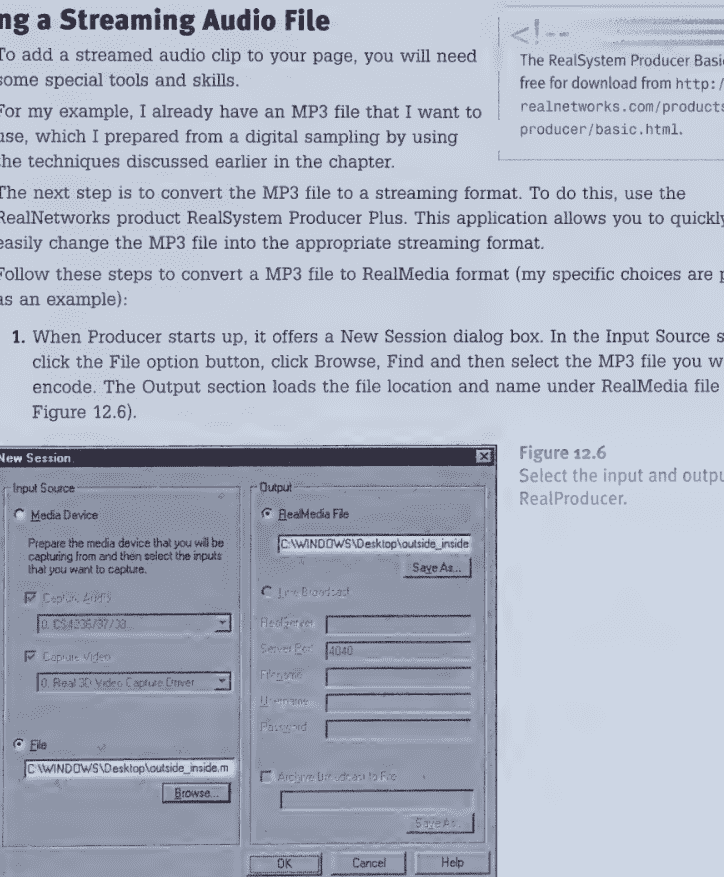 ng a Streaming Audio File
To add a streamed audio clip to your page, you will need
some special tools and skills.
For my example, I already have an MP3 file that I want to
use, which I prepared from a digital sampling by using
the techniques discussed earlier in the chapter.
<!--
The RealSystem Producer Basic
free for download from http:/
realnetworks.com/products
producer/basic.html.
The next step is to convert the MP3 file to a streaming format. To do this, use the
RealNetworks product RealSystem Producer Plus. This application allows you to quickly
easily change the MP3 file into the appropriate streaming format.
Follow these steps to convert a MP3 file to RealMedia format (my specific choices are p
as an example):
1. When Producer starts up, it offers a New Session dialog box. In the Input Source s
click the File option button, click Browse, Find and then select the MP3 file you w
encode. The Output section loads the file location and name under RealMedia file
Figure 12.6).
New Session
Input Source
Media Device
Prepare the media device that you will be
capturing from and then select the inputs
that you want to capture.
Capture Audio
0. CS4236/37/38
Capture Video
0. Real 3D Video Capture Driver
File
C:\WINDOWS\Desktop\outside_inside.m
Browse...
Output
RealMedia File
C:\WINDOWS\Desktop\outside_inside
Save As...
Live Broadcast
RealServer
Server Port 4040
Filename
Username
Password
Archive Broadcast to File
Save As...
OK Cancel Help
Figure 12.6
Select the input and outpu
RealProducer.